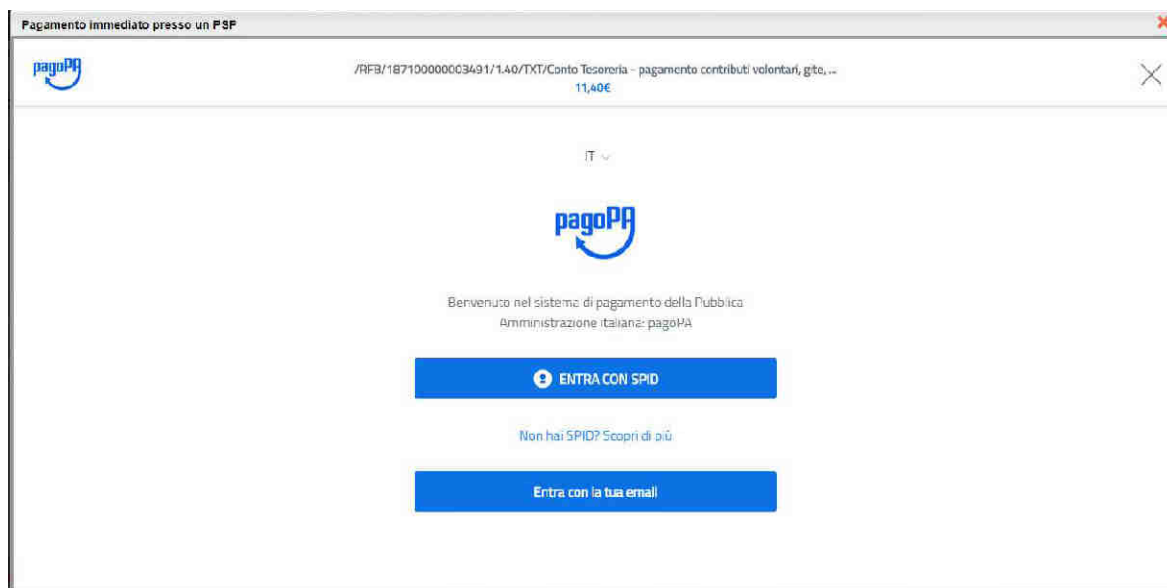 Pagamento immediato presso un PSP
pagoPA
/RFB/187100000003491/1.40/TXT/Conto Tesoreria - pagamento contributi volontari, gite, ...
11,40€
IT
pagoPA
Benvenuto nel sistema di pagamento della Pubblica
Amministrazione italiana: pagoPA
ENTRA CON SPID
Non hai SPID? Scopri di più
Entra con la tua email